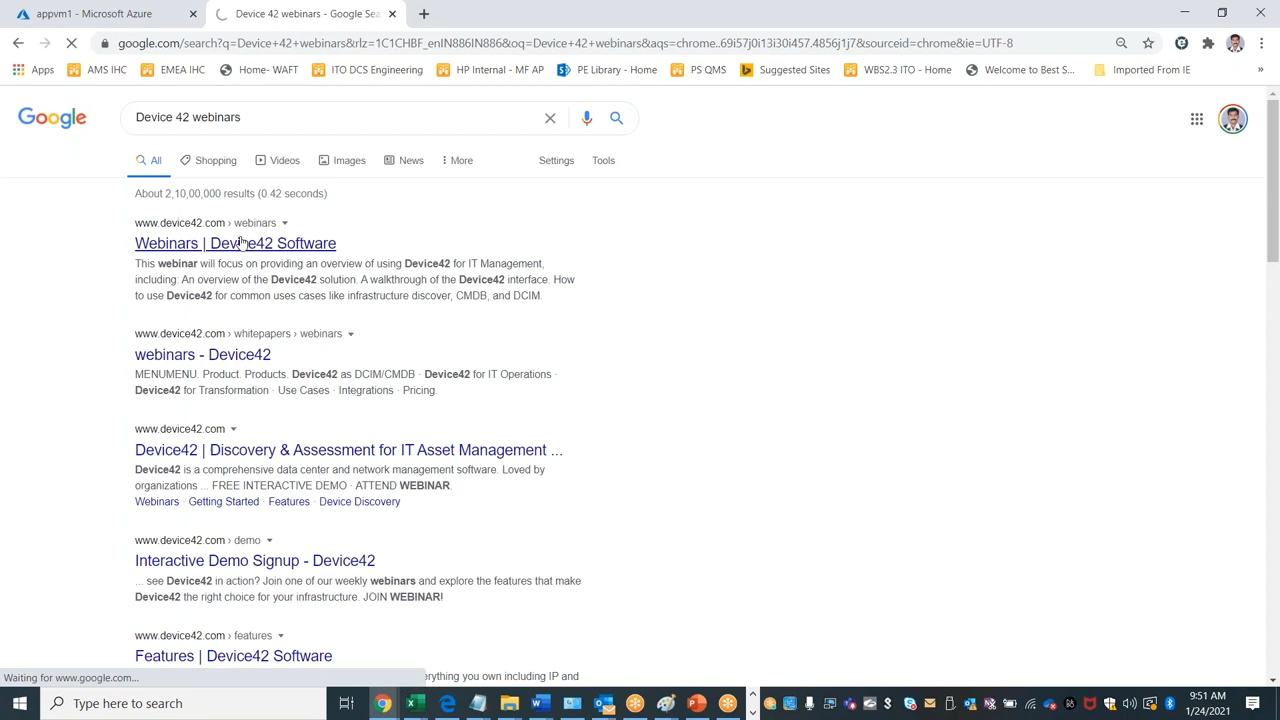 appvm1 - Microsoft Azure
Device 42 webinars - Google Sea
google.com/search?q=Device+42+webinars&rlz=1C1CHBF_enIN886IN886&oq=Device+42+webinars&aqs=chrome..69i57j0i13i30i457.4856j1j7&sourceid=chrome&ie=UTF-8
Apps AMS IHC EMEA IHC Home- WAFT ITO DCS Engineering HP Internal - MF AP PE Library - Home PS QMS Suggested Sites WBS2.3 ITO - Home Welcome to Best S... Imported From IE »
Google
Device 42 webinars
All Shopping Videos Images News More Settings Tools
About 2,10,00,000 results (0.42 seconds)
www.device42.com › webinars
Webinars | Device42 Software
This webinar will focus on providing an overview of using Device42 for IT Management,
including: An overview of the Device42 solution. A walkthrough of the Device42 interface. How
to use Device42 for common uses cases like infrastructure discover, CMDB, and DCIM.
www.device42.com › whitepapers › webinars
webinars - Device42
MENUMENU. Product. Products. Device42 as DCIM/CMDB · Device42 for IT Operations ·
Device42 for Transformation · Use Cases · Integrations · Pricing.
www.device42.com
Device42 | Discovery & Assessment for IT Asset Management ...
Device42 is a comprehensive data center and network management software. Loved by
organizations ... FREE INTERACTIVE DEMO · ATTEND WEBINAR.
Webinars · Getting Started · Features · Device Discovery
www.device42.com › demo
Interactive Demo Signup - Device42
... see Device42 in action? Join one of our weekly webinars and explore the features that make
Device42 the right choice for your infrastructure. JOIN WEBINAR!
www.device42.com › features
Features | Device42 Software
erything you own including IP and
Waiting for www.google.com...
Type here to search
9:51 AM
1/24/2021